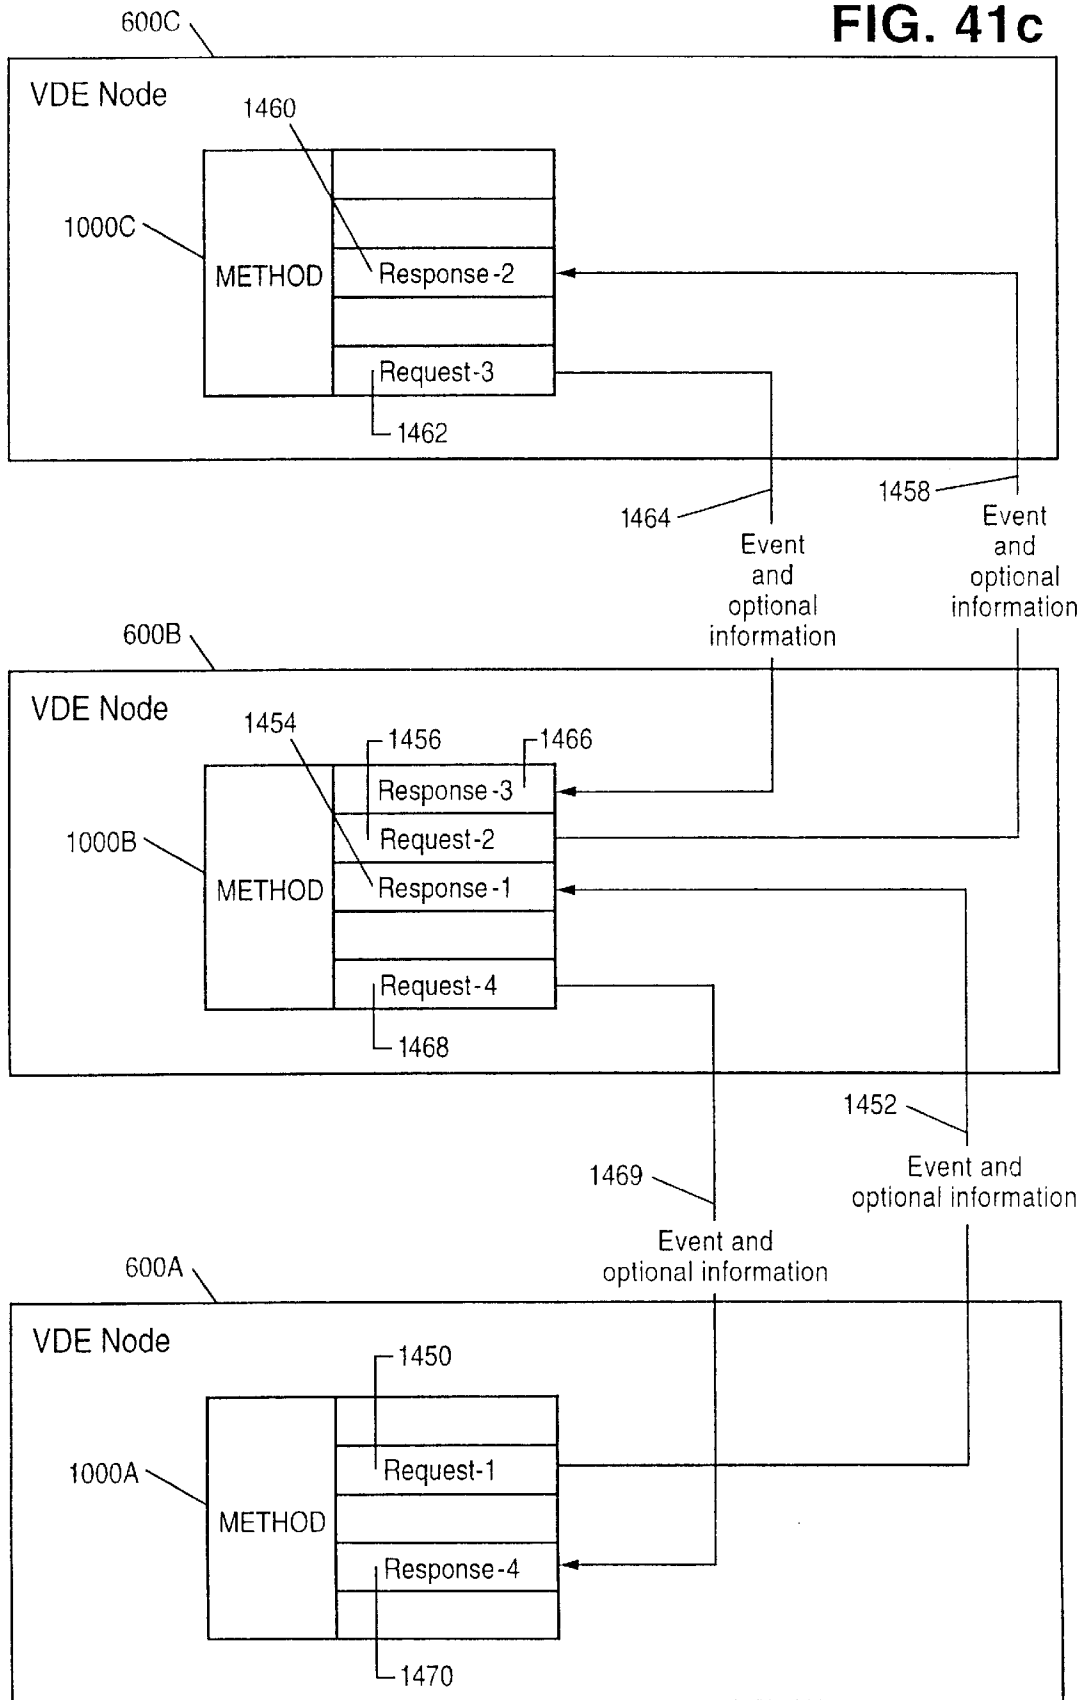 FIG. 41c
600C
VDE Node
1460
1000C
METHOD
Response-2
Request-3
1462
1464
Event
and
optional
information
1458
Event
and
optional
information
600B
VDE Node
1454
1456
1466
1000B
METHOD
Response-3
Request-2
Response-1
Request-4
1468
1452
Event and
optional information
1469
Event and
optional information
600A
VDE Node
1450
1000A
METHOD
Request-1
Response-4
1470